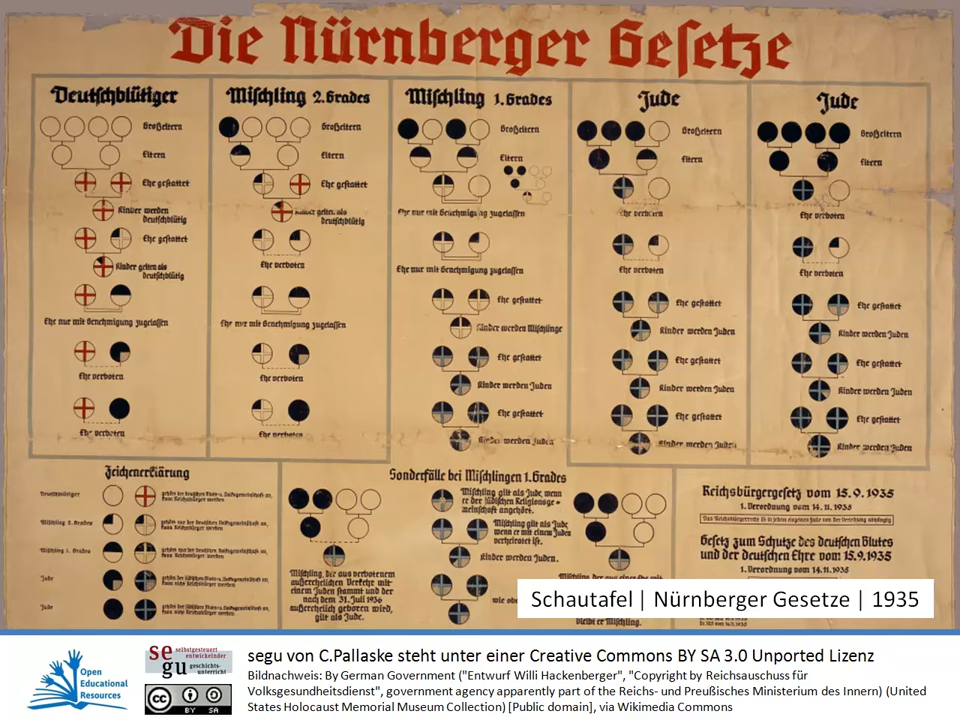 Die Nürnberger Gesetze
Deutschblütiger
Großeltern
Eltern
Ehe gestattet
Kinder werden
deutschblütig
Ehe gestattet
Kinder gelten als
deutschblütig
Ehe nur mit Genehmigung zugelassen
Ehe verboten
Ehe verboten
Mischling 2. Grades
Großeltern
Eltern
Ehe gestattet
gelten als
deutschblütig
Ehe verboten
Ehe nur mit Genehmigung zugelassen
Ehe verboten
Ehe verboten
Mischling 1. Grades
Großeltern
Eltern
Ehe nur mit Genehmigung zugelassen
Ehe nur mit Genehmigung zugelassen
Ehe gestattet
Kinder werden Mischlinge
Ehe gestattet
Kinder werden Juden
Ehe gestattet
Kinder werden Juden
Jude
Großeltern
Eltern
Ehe verboten
Ehe verboten
Ehe gestattet
Kinder werden Juden
Ehe gestattet
Kinder werden Juden
Ehe gestattet
Kinder werden Juden
Jude
Großeltern
Eltern
Ehe verboten
Ehe verboten
Ehe gestattet
Kinder werden Juden
Ehe gestattet
Kinder werden Juden
Ehe gestattet
Kinder werden Juden
Zeichenerklärung
Deutschblütiger
Mischling 2. Grades
Mischling 1. Grades
Jude
Jude
Sonderfälle bei Mischlingen 1. Grades
Mischling, der aus verbotenem
außerehelichen Verkehr mit
einem Juden stammt und der
nach dem 31. Juli 1936
außerehelich geboren wird,
gilt als Jude.
Mischling gilt als Jude, wenn
er der jüdischen Religionsge-
meinschaft angehört.
Mischling gilt als Jude,
wenn er mit einem Juden
verheiratet ist.
Kinder werden Juden.
wie
bleibt er Mischling.
Reichsbürgergesetz vom 15.9.1935
1. Verordnung vom 14.11.1935
Gesetz zum Schutze des deutschen Blutes
und der deutschen Ehre vom 15.9.1935
1. Verordnung vom 14.11.1935
Schautafel | Nürnberger Gesetze | 1935
Open
Educational
Resources
segu
selbstgesteuert
entwickelnder
geschichts-
unterricht
cc
BY SA
segu von C.Pallaske steht unter einer Creative Commons BY SA 3.0 Unported Lizenz
Bildnachweis: By German Government ("Entwurf Willi Hackenberger", "Copyright by Reichsauschuss für
Volksgesundheitsdienst", government agency apparently part of the Reichs- und Preußisches Ministerium des Innern) (United
States Holocaust Memorial Museum Collection) [Public domain], via Wikimedia Commons